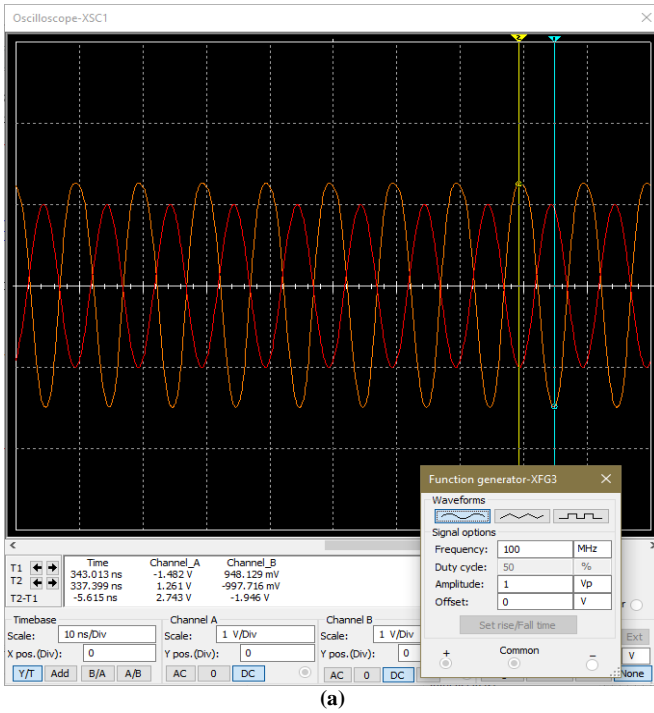 Oscilloscope-XSC1
2 1
Time Channel_A Channel_B
T1 343.013 ns -1.482 V 948.129 mV
T2 337.399 ns 1.261 V -997.716 mV
T2-T1 -5.615 ns 2.743 V -1.946 V
Timebase
Scale: 10 ns/Div
X pos.(Div): 0
Y/T Add B/A A/B
Channel A
Scale: 1 V/Div
Y pos.(Div): 0
AC 0 DC
Channel B
Scale: 1 V/Div
Y pos.(Div): 0
AC 0 DC
Ext
V
None
Function generator-XFG3
Waveforms
Signal options
Frequency: 100 MHz
Duty cycle: 50 %
Amplitude: 1 Vp
Offset: 0 V
Set rise/Fall time
+ Common −
(a)